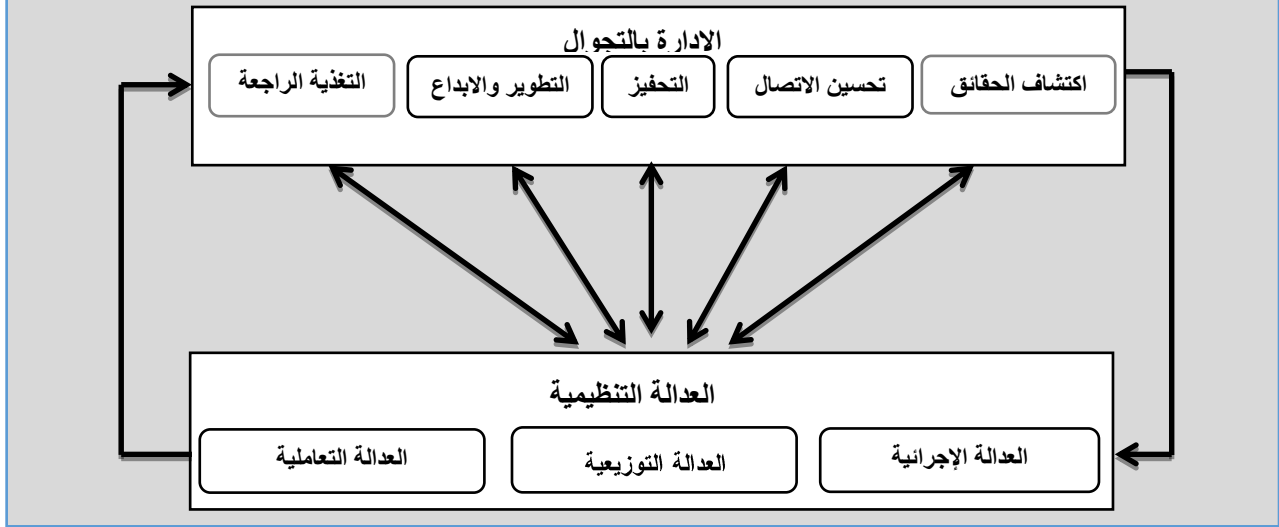 الادارة بالتجوال
اكتشاف الحقائق
تحسين الاتصال
التحفيز
التطوير والابداع
التغذية الراجعة
العدالة التنظيمية
العدالة الإجرائية
العدالة التوزيعية
العدالة التعاملية